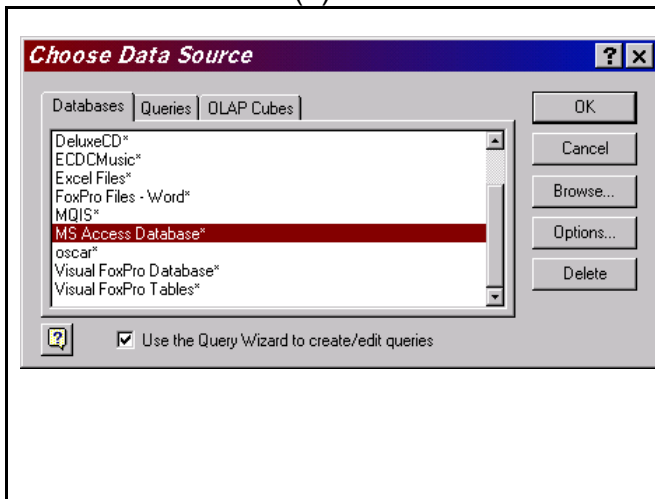 Choose Data Source
Databases Queries OLAP Cubes
DeluxeCD*
ECDCMusic*
Excel Files*
FoxPro Files - Word*
MQIS*
MS Access Database*
oscar*
Visual FoxPro Database*
Visual FoxPro Tables*
OK
Cancel
Browse...
Options...
Delete
Use the Query Wizard to create/edit queries